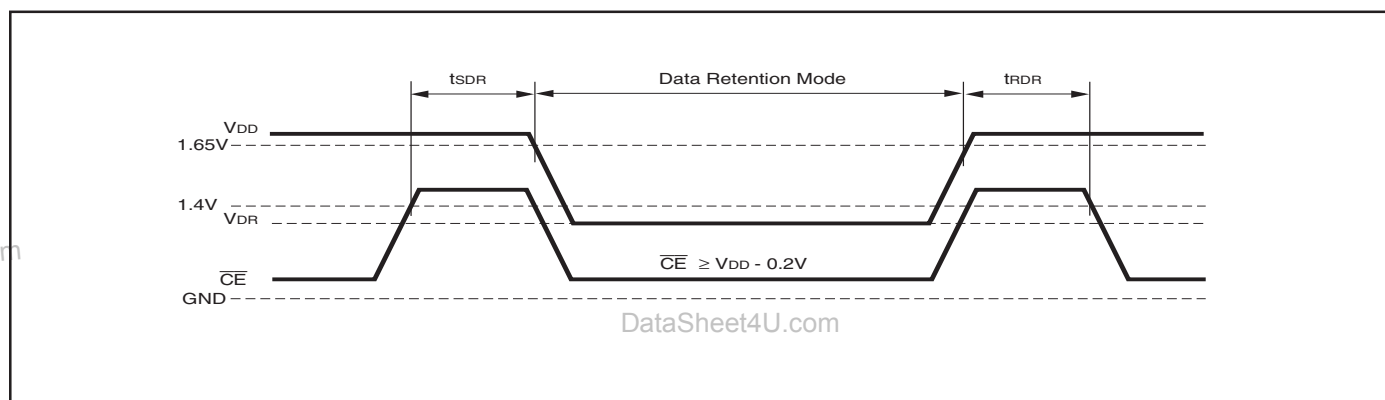 tSDR Data Retention Mode tRDR
VDD
1.65V
1.4V
VDR
m
CE ≥ VDD - 0.2V
CE
GND
DataSheet4U.com